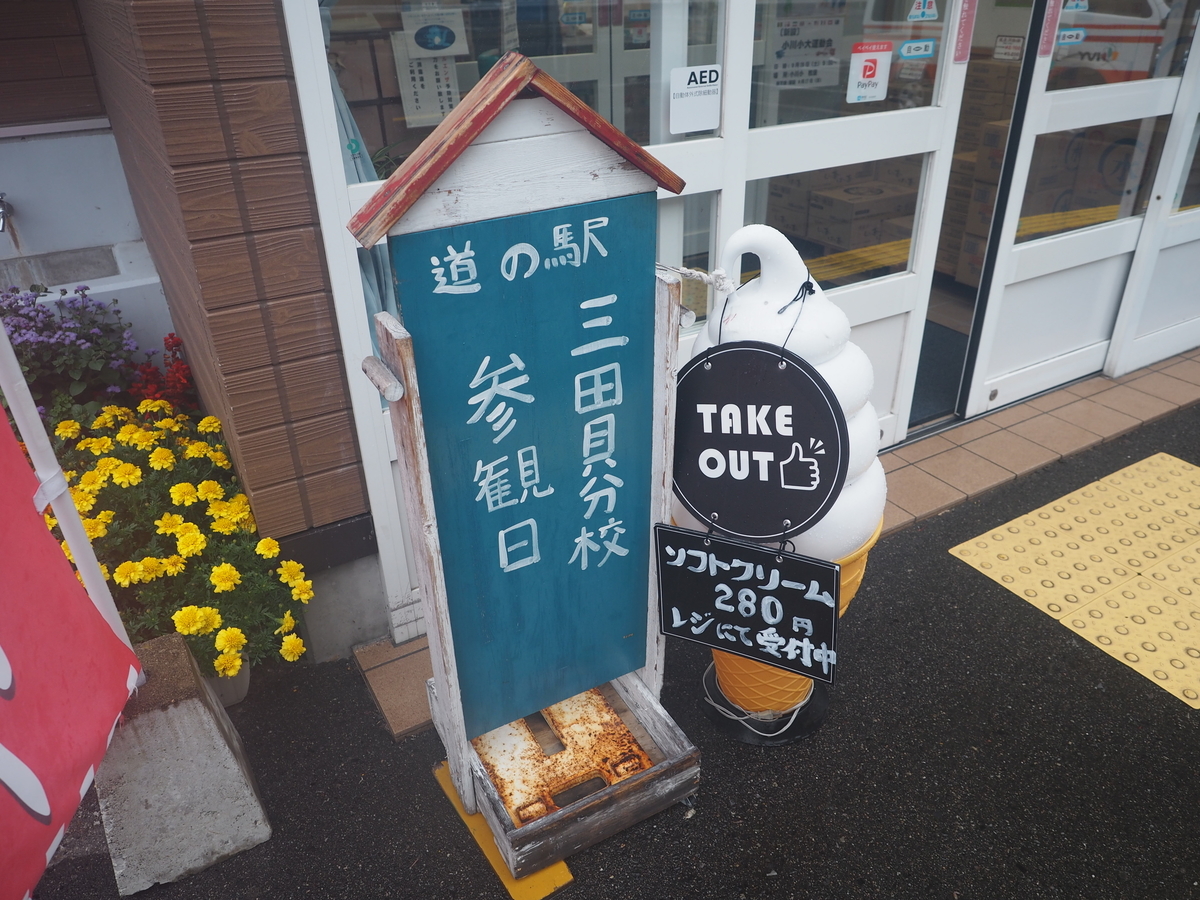 道の駅
三田貝分校
参観日
TAKE
OUT
ソフトクリーム
280円
レジにて受付中
AED
PayPay